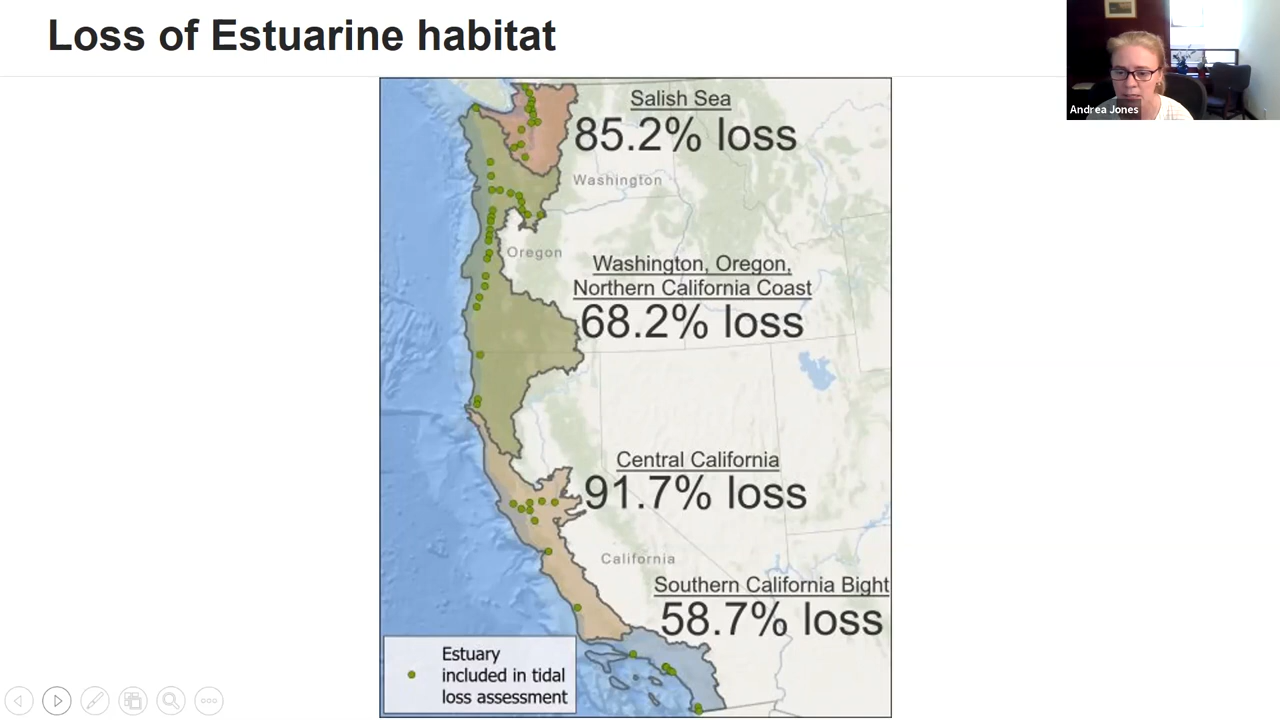 Loss of Estuarine habitat
Andrea Jones
Salish Sea
85.2% loss
Washington
Oregon
Washington, Oregon,
Northern California Coast
68.2% loss
Central California
91.7% loss
California
Southern California Bight
58.7% loss
Estuary
included in tidal
loss assessment